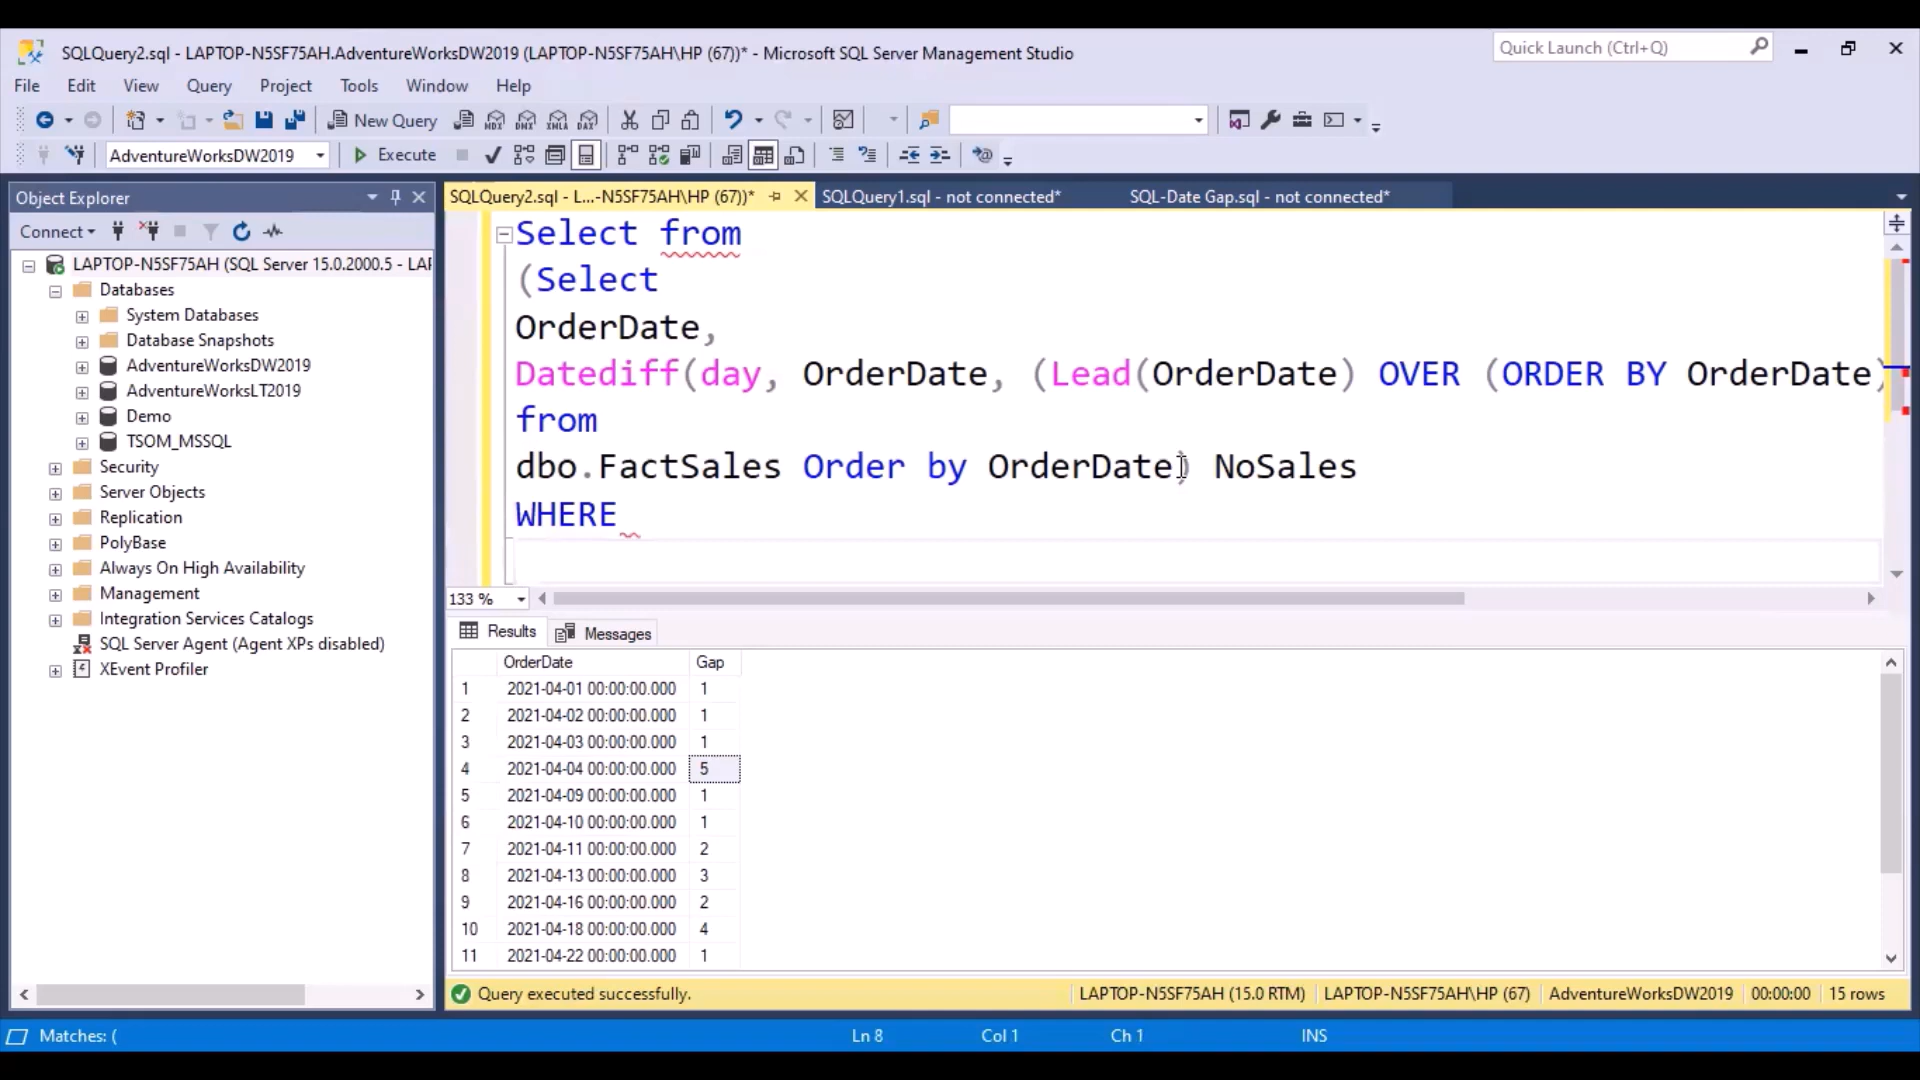 SQLQuery2.sql - LAPTOP-N5SF75AH.AdventureWorksDW2019 (LAPTOP-N5SF75AH\HP (67))* - Microsoft SQL Server Management Studio
Quick Launch (Ctrl+Q)
File Edit View Query Project Tools Window Help
New Query
MDX DMX XMLA DAX
AdventureWorksDW2019 Execute
Object Explorer
SQLQuery2.sql - L...-N5SF75AH\HP (67))* SQLQuery1.sql - not connected* SQL-Date Gap.sql - not connected*
Connect
LAPTOP-N5SF75AH (SQL Server 15.0.2000.5 - LAP
Databases
System Databases
Database Snapshots
AdventureWorksDW2019
AdventureWorksLT2019
Demo
TSOM_MSSQL
Security
Server Objects
Replication
PolyBase
Always On High Availability
Management
Integration Services Catalogs
SQL Server Agent (Agent XPs disabled)
XEvent Profiler
Select from
(Select
OrderDate,
Datediff(day, OrderDate, (Lead(OrderDate) OVER (ORDER BY OrderDate)
from
dbo.FactSales Order by OrderDate) NoSales
WHERE
133 %
Results Messages
OrderDate Gap
1 2021-04-01 00:00:00.000 1
2 2021-04-02 00:00:00.000 1
3 2021-04-03 00:00:00.000 1
4 2021-04-04 00:00:00.000 5
5 2021-04-09 00:00:00.000 1
6 2021-04-10 00:00:00.000 1
7 2021-04-11 00:00:00.000 2
8 2021-04-13 00:00:00.000 3
9 2021-04-16 00:00:00.000 2
10 2021-04-18 00:00:00.000 4
11 2021-04-22 00:00:00.000 1
Query executed successfully. LAPTOP-N5SF75AH (15.0 RTM) LAPTOP-N5SF75AH\HP (67) AdventureWorksDW2019 00:00:00 15 rows
Matches: ( Ln 8 Col 1 Ch 1 INS